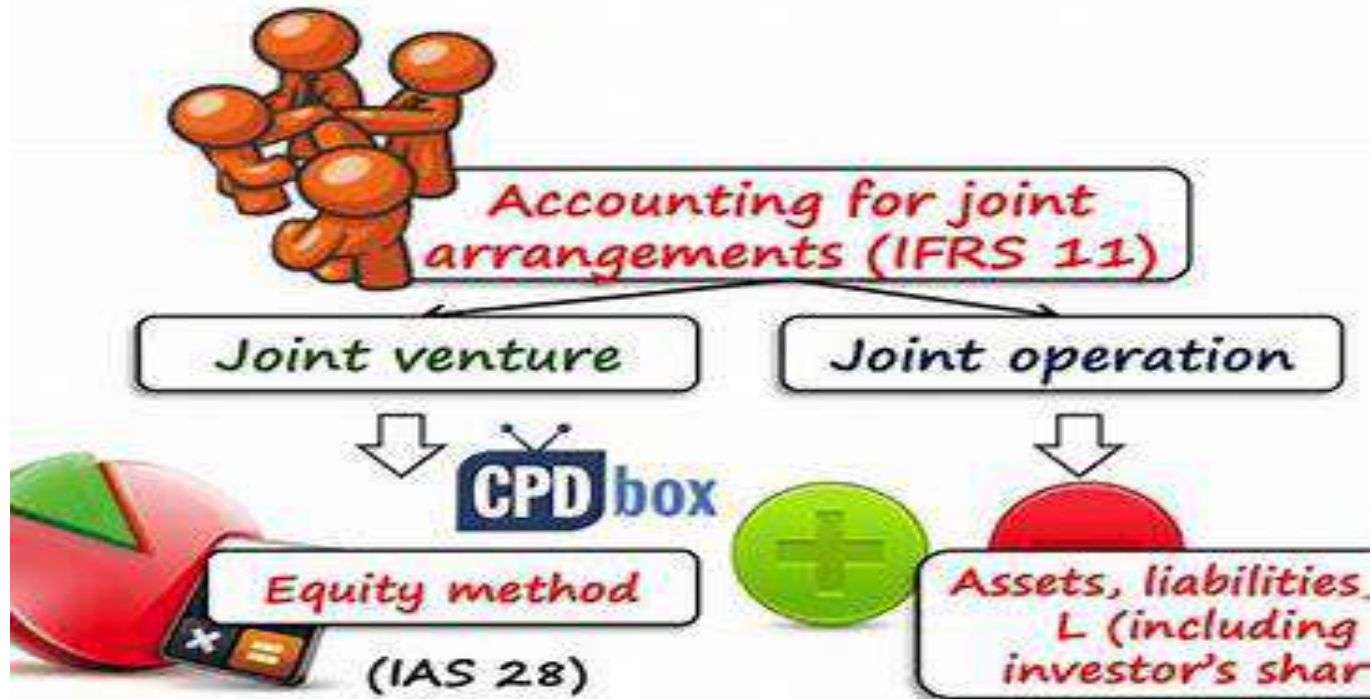 Accounting for joint
arrangements (IFRS 11)
Joint venture
Joint operation
CPD box
Equity method
(IAS 28)
Assets, liabilities
L (including
investor's shar